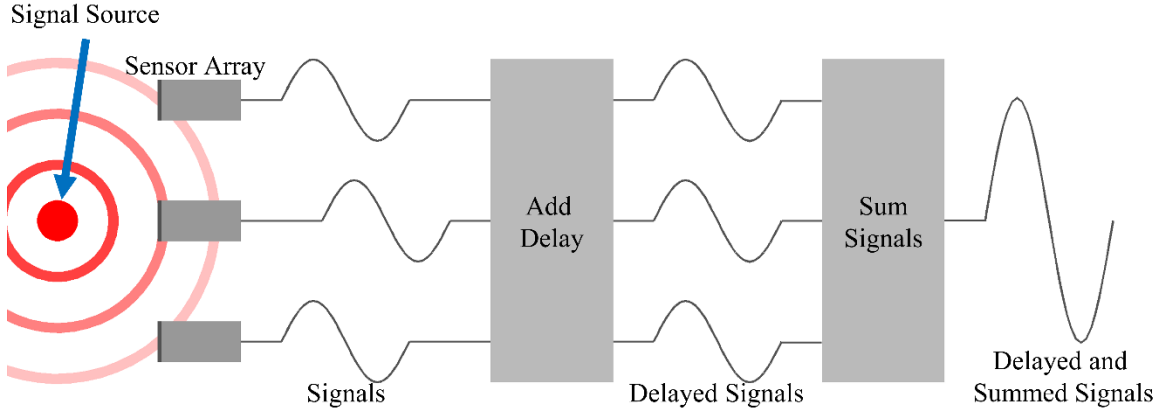 Signal Source
Sensor Array
Add
Delay
Sum
Signals
Signals
Delayed Signals
Delayed and
Summed Signals